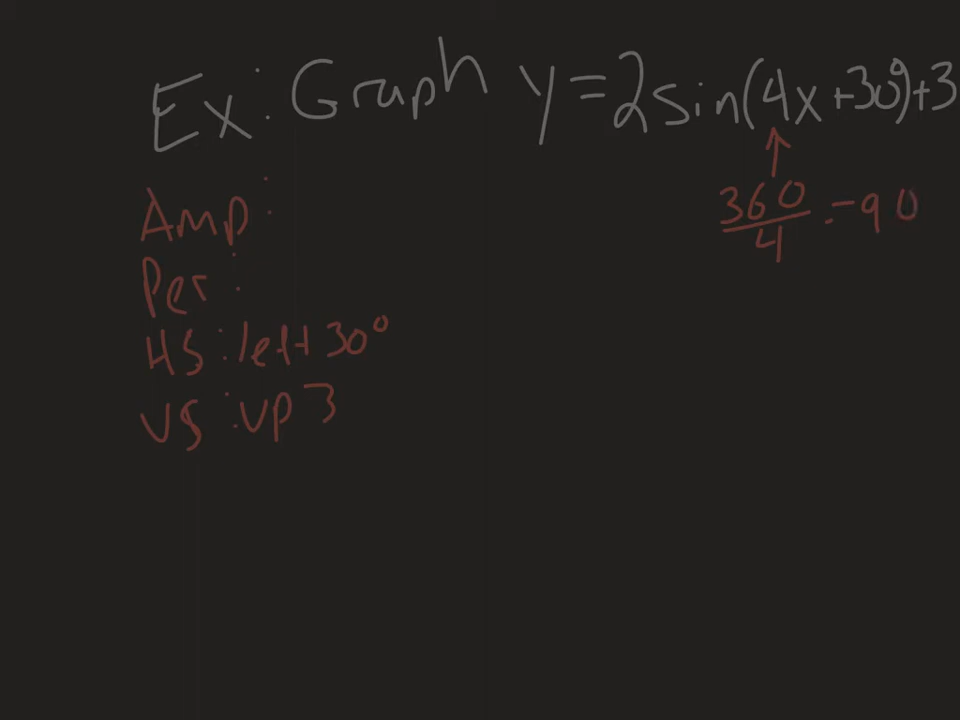 Ex: Graph y=2sin(4x+30°)+3
Amp:
360/4 = 90
Per:
HS: left 30°
VS: up 3